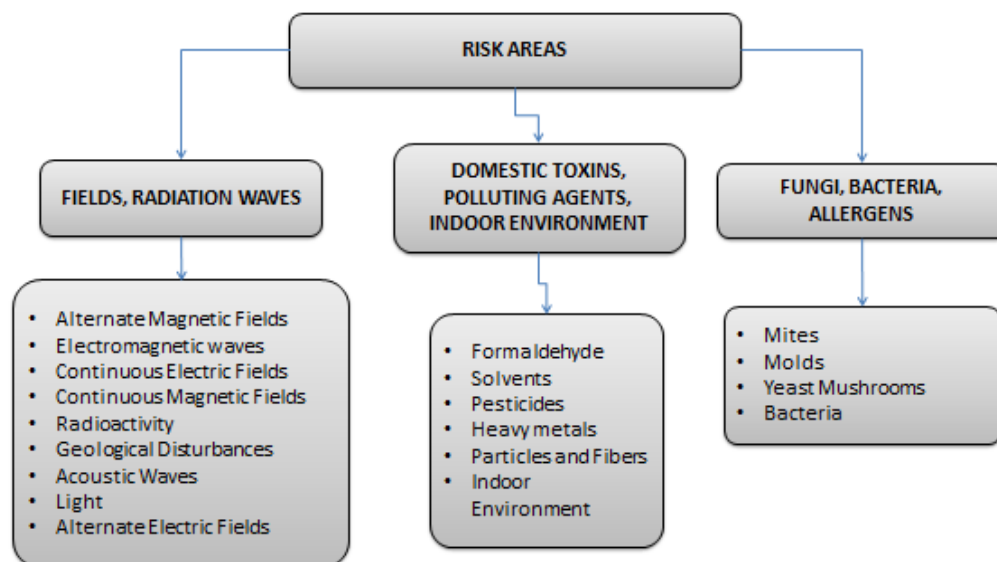 RISK AREAS
FIELDS, RADIATION WAVES
DOMESTIC TOXINS,
POLLUTING AGENTS,
INDOOR ENVIRONMENT
FUNGI, BACTERIA,
ALLERGENS
• Alternate Magnetic Fields
• Electromagnetic waves
• Continuous Electric Fields
• Continuous Magnetic Fields
• Radioactivity
• Geological Disturbances
• Acoustic Waves
• Light
• Alternate Electric Fields
• Formaldehyde
• Solvents
• Pesticides
• Heavy metals
• Particles and Fibers
• Indoor
Environment
• Mites
• Molds
• Yeast Mushrooms
• Bacteria